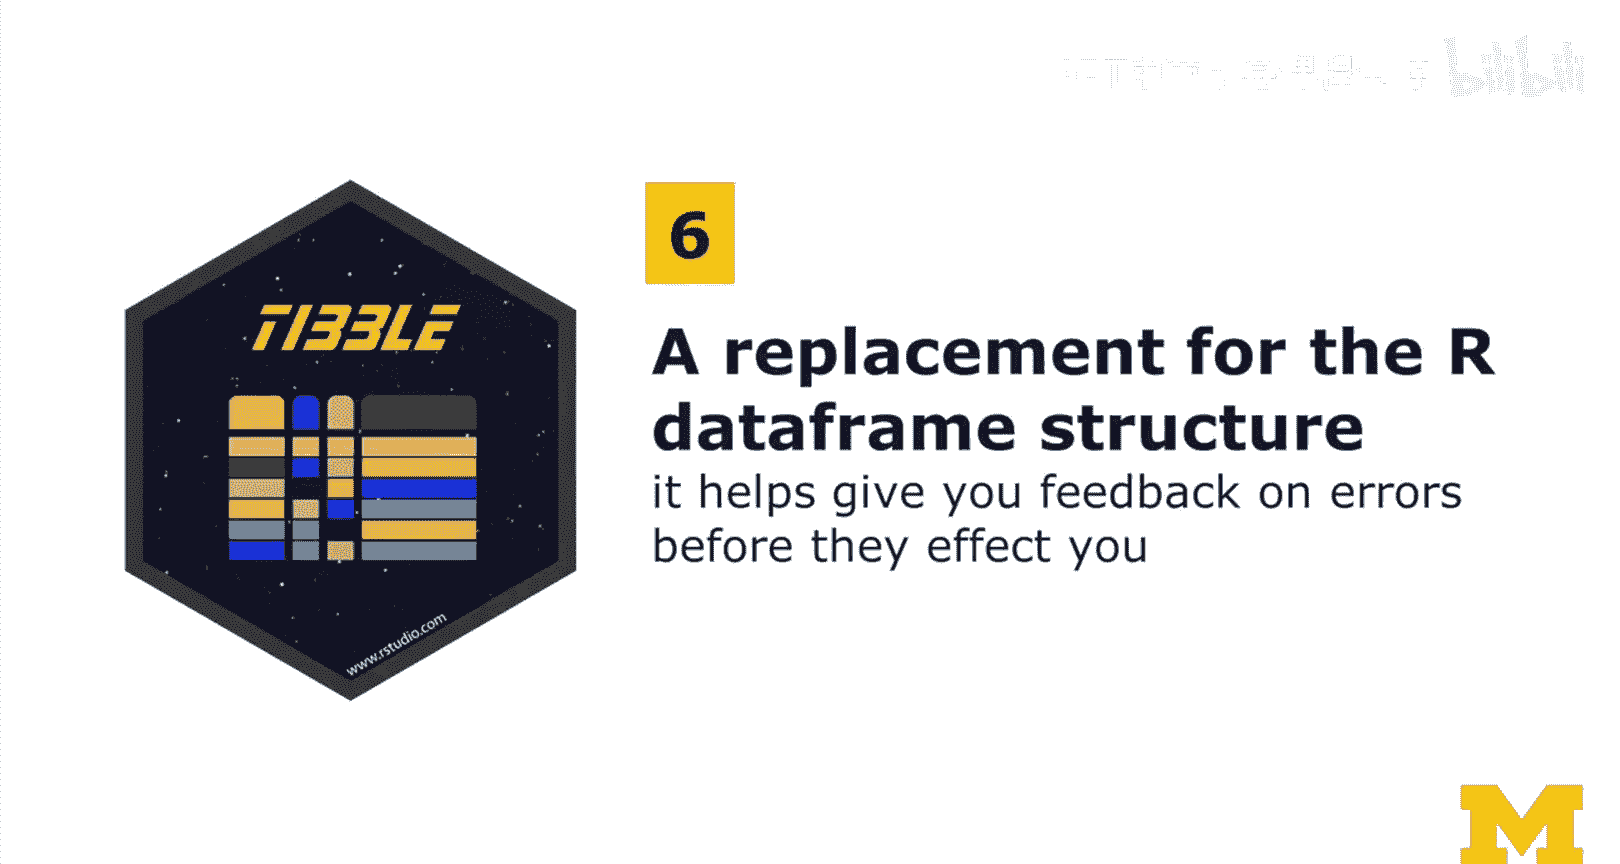 bilibili
6
TIBBLE
A replacement for the R
dataframe structure
it helps give you feedback on errors
before they effect you
www.rstudio.com
M